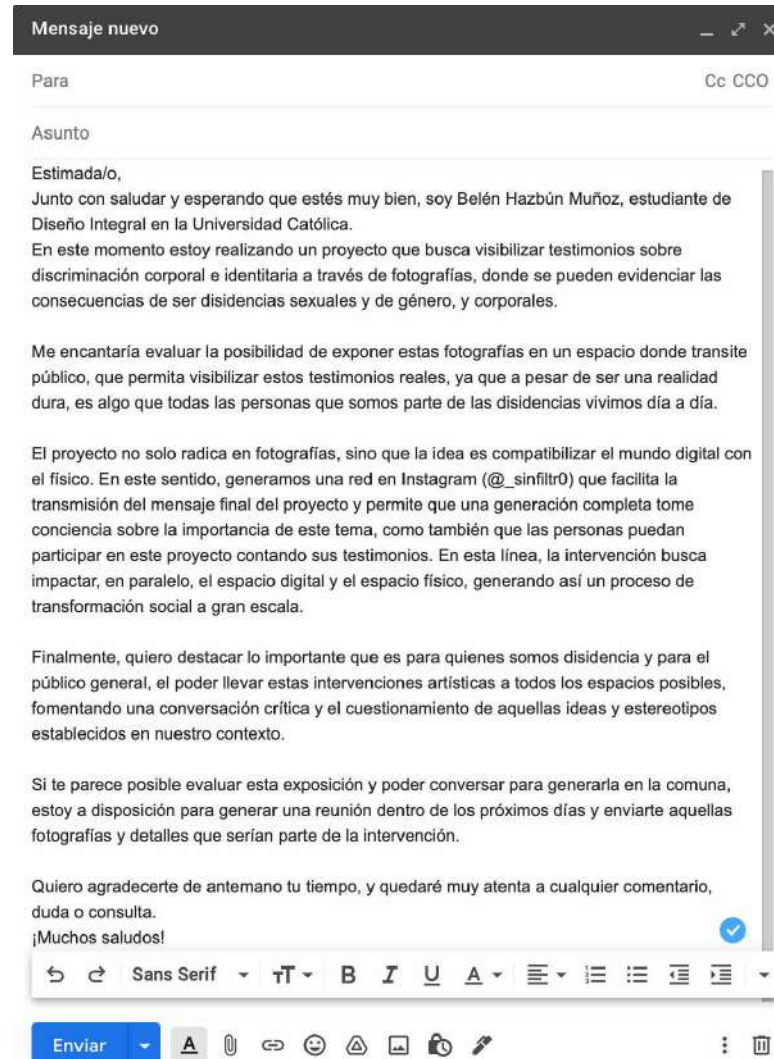 Mensaje nuevo
Para
Cc CCO
Asunto
Estimada/o,
Junto con saludar y esperando que estés muy bien, soy Belén Hazbún Muñoz, estudiante de
Diseño Integral en la Universidad Católica.
En este momento estoy realizando un proyecto que busca visibilizar testimonios sobre
discriminación corporal e identitaria a través de fotografías, donde se pueden evidenciar las
consecuencias de ser disidencias sexuales y de género, y corporales.
Me encantaría evaluar la posibilidad de exponer estas fotografías en un espacio donde transite
público, que permita visibilizar estos testimonios reales, ya que a pesar de ser una realidad
dura, es algo que todas las personas que somos parte de las disidencias vivimos día a día.
El proyecto no solo radica en fotografías, sino que la idea es compatibilizar el mundo digital con
el físico. En este sentido, generamos una red en Instagram (@_sinfiltr0) que facilita la
transmisión del mensaje final del proyecto y permite que una generación completa tome
conciencia sobre la importancia de este tema, como también que las personas puedan
participar en este proyecto contando sus testimonios. En esta línea, la intervención busca
impactar, en paralelo, el espacio digital y el espacio físico, generando así un proceso de
transformación social a gran escala.
Finalmente, quiero destacar lo importante que es para quienes somos disidencia y para el
público general, el poder llevar estas intervenciones artísticas a todos los espacios posibles,
fomentando una conversación crítica y el cuestionamiento de aquellas ideas y estereotipos
establecidos en nuestro contexto.
Si te parece posible evaluar esta exposición y poder conversar para generarla en la comuna,
estoy a disposición para generar una reunión dentro de los próximos días y enviarte aquellas
fotografías y detalles que serían parte de la intervención.
Quiero agradecerte de antemano tu tiempo, y quedaré muy atenta a cualquier comentario,
duda o consulta.
¡Muchos saludos!
Sans Serif
Enviar